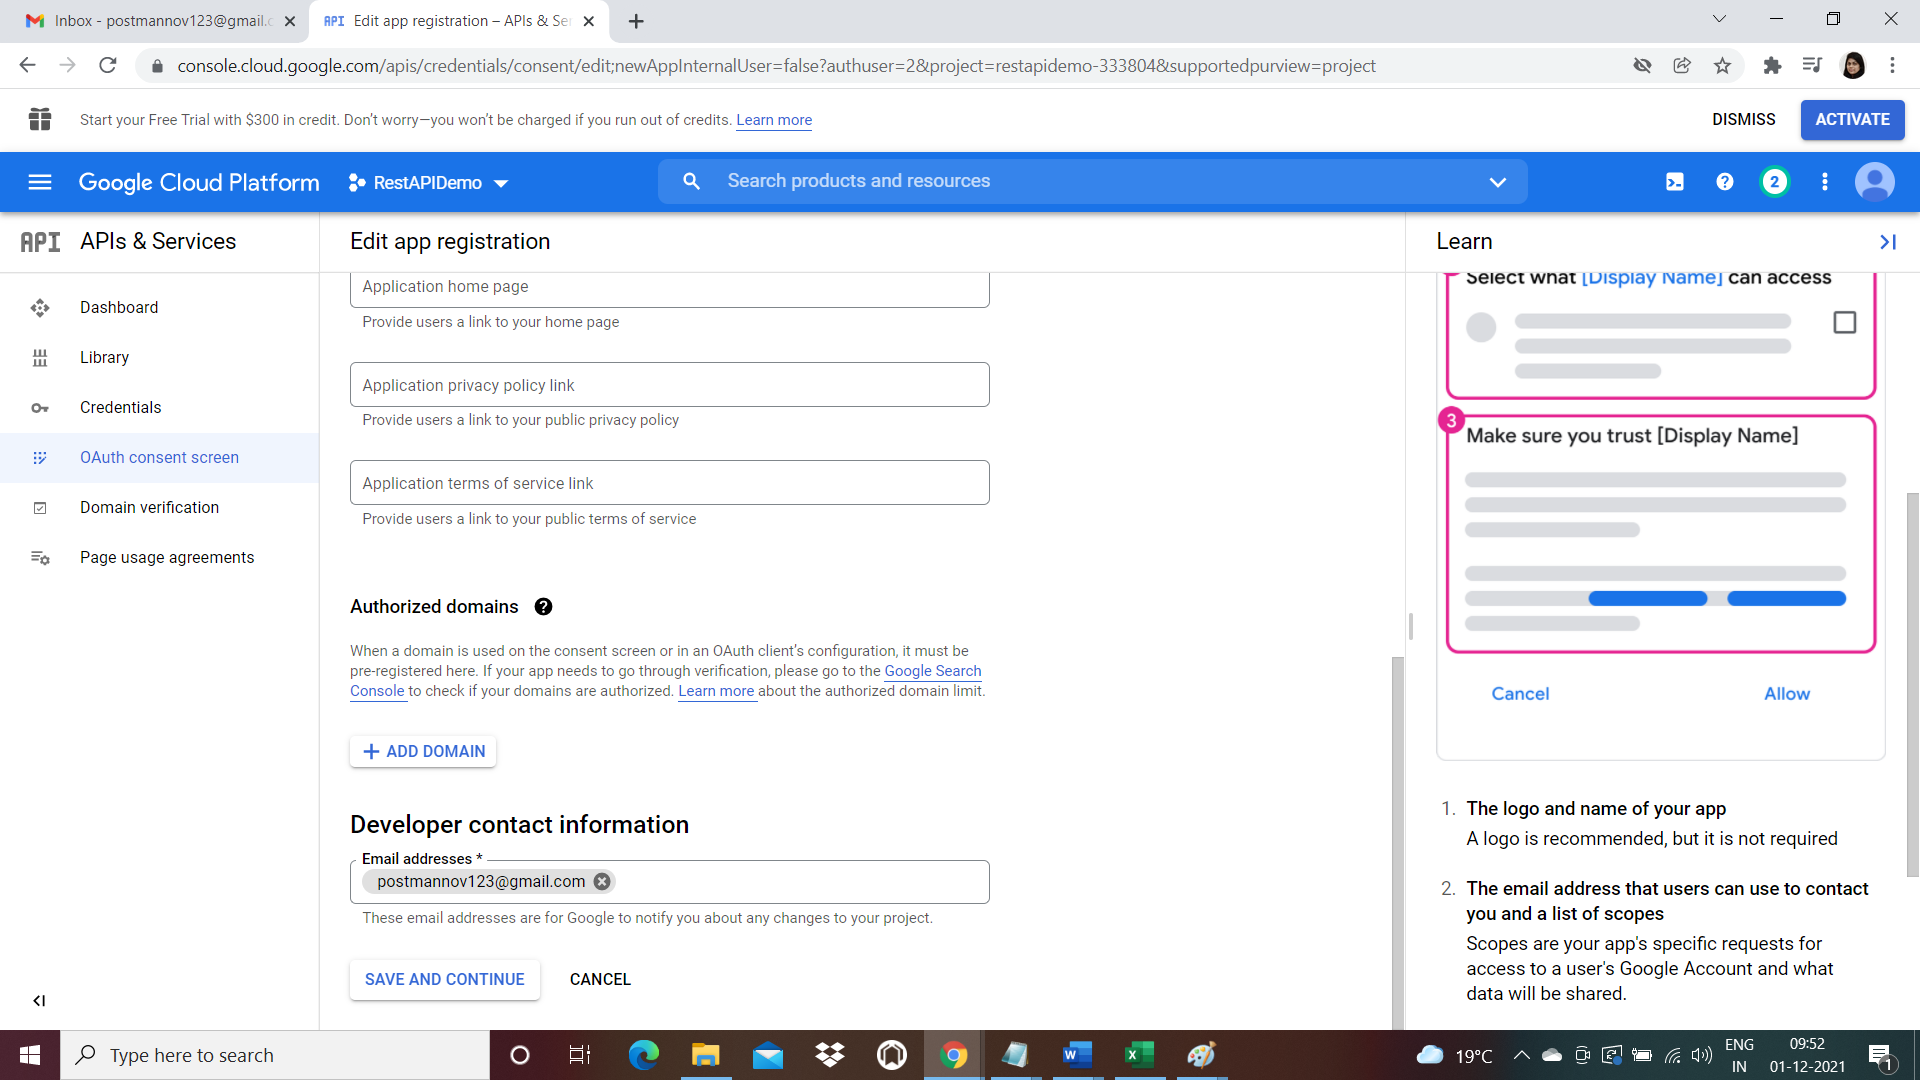 Inbox - postmannov123@gmail.c
API Edit app registration – APIs & Se
console.cloud.google.com/apis/credentials/consent/edit;newAppInternalUser=false?authuser=2&project=restapidemo-333804&supportedpurview=project
Start your Free Trial with $300 in credit. Don't worry—you won't be charged if you run out of credits. Learn more
DISMISS
ACTIVATE
Google Cloud Platform
RestAPIDemo
Search products and resources
2
API APIs & Services
Dashboard
Library
Credentials
OAuth consent screen
Domain verification
Page usage agreements
Edit app registration
Application home page
Provide users a link to your home page
Application privacy policy link
Provide users a link to your public privacy policy
Application terms of service link
Provide users a link to your public terms of service
Authorized domains
When a domain is used on the consent screen or in an OAuth client's configuration, it must be
pre-registered here. If your app needs to go through verification, please go to the Google Search
Console to check if your domains are authorized. Learn more about the authorized domain limit.
ADD DOMAIN
Developer contact information
Email addresses *
postmannov123@gmail.com
These email addresses are for Google to notify you about any changes to your project.
SAVE AND CONTINUE
CANCEL
Learn
Select what [Display Name] can access
3
Make sure you trust [Display Name]
Cancel
Allow
1. The logo and name of your app
A logo is recommended, but it is not required
2. The email address that users can use to contact
you and a list of scopes
Scopes are your app's specific requests for
access to a user's Google Account and what
data will be shared.
Type here to search
19°C
ENG
IN
09:52
01-12-2021
1